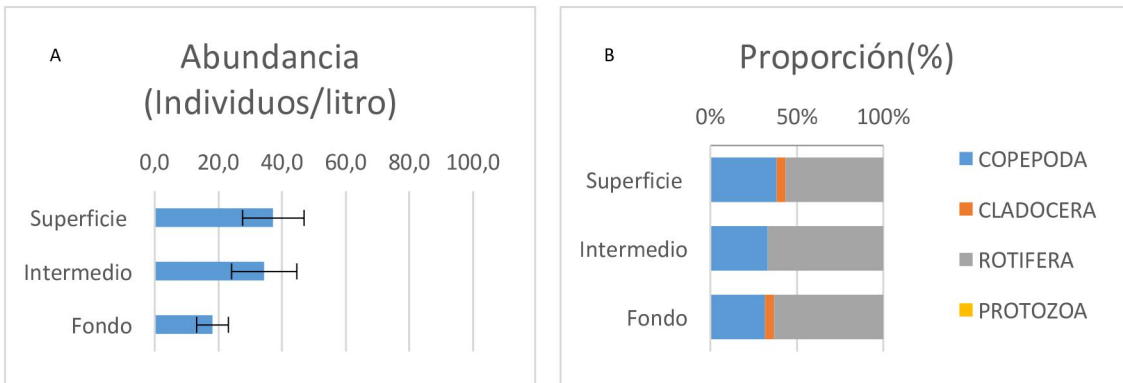 A
Abundancia
(Individuos/litro)
0,0 20,0 40,0 60,0 80,0 100,0
Superficie
Intermedio
Fondo
B
Proporción(%)
0% 50% 100%
Superficie
Intermedio
Fondo
COPEPODA
CLADOCERA
ROTIFERA
PROTOZOA